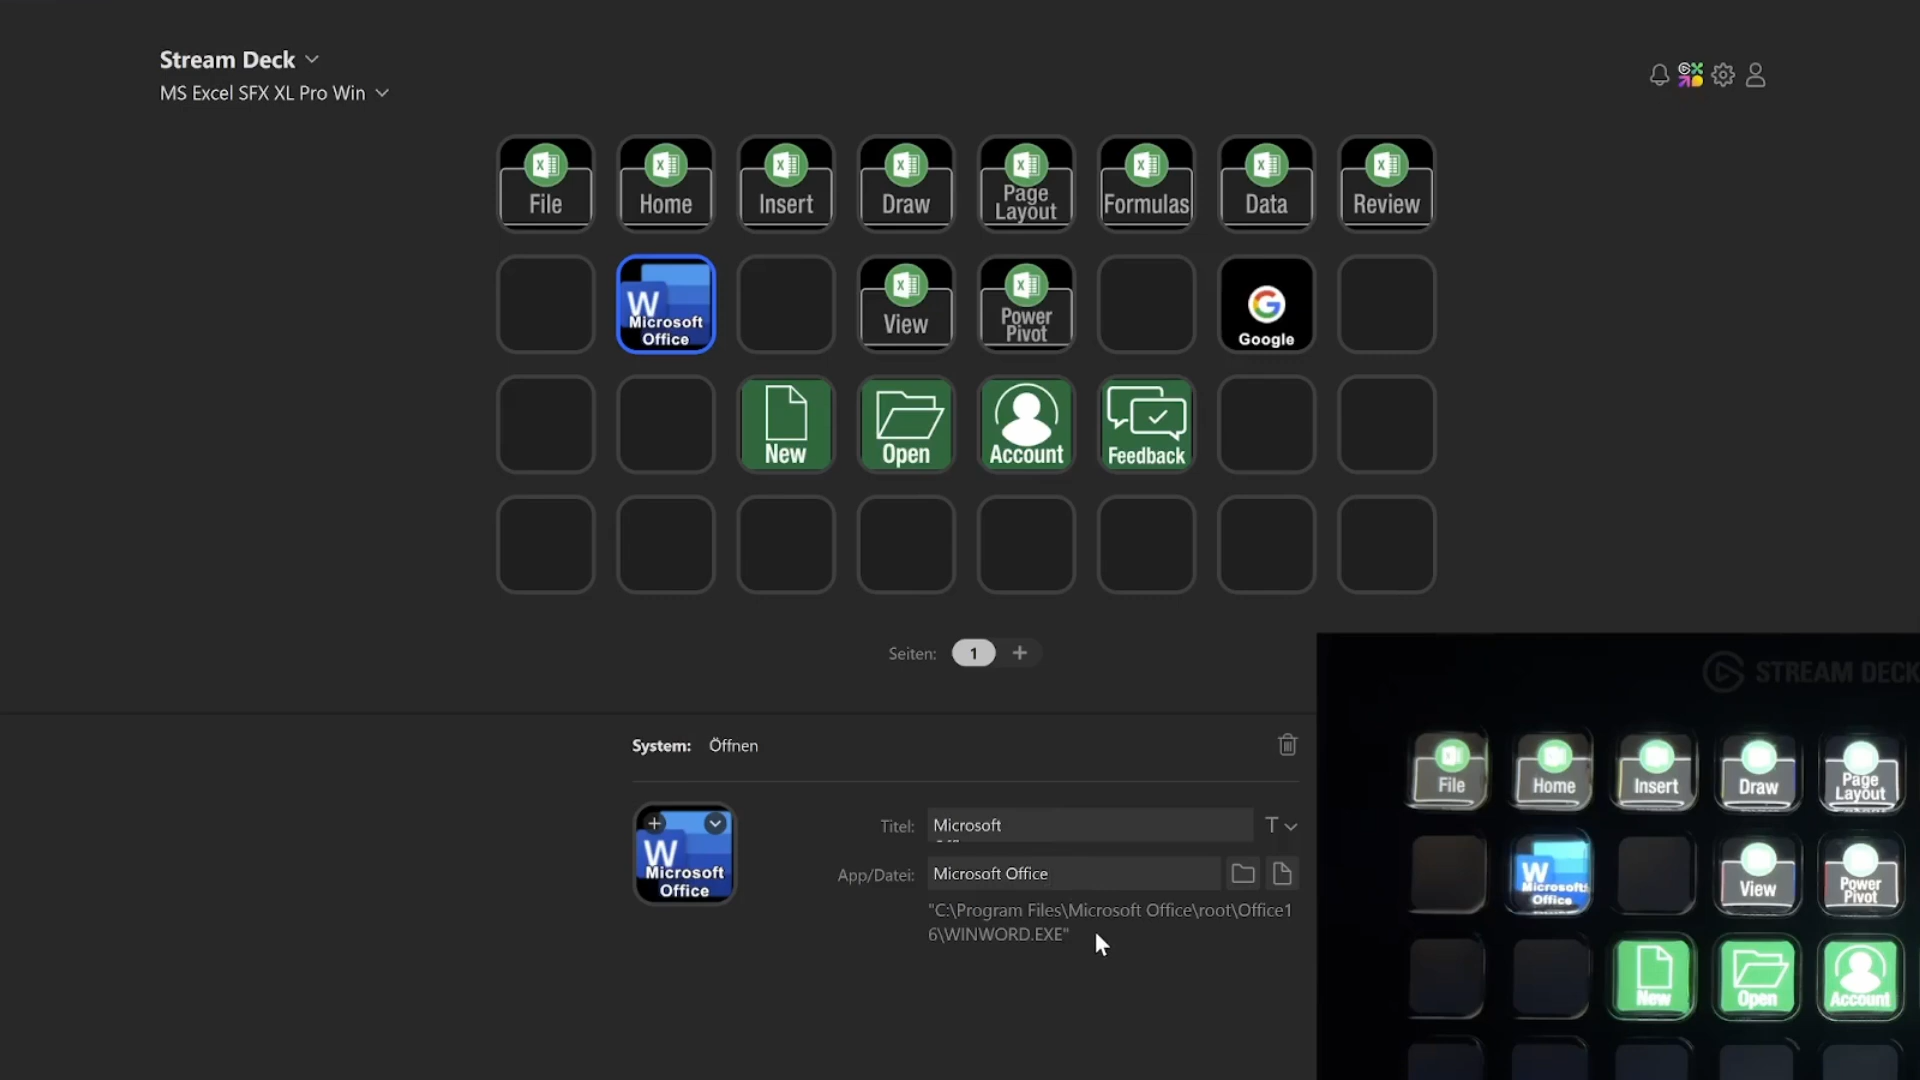 Stream Deck
MS Excel SFX XL Pro Win
File
Home
Insert
Draw
Page
Layout
Formulas
Data
Review
W
Microsoft
Office
View
Power
Pivot
G
Google
New
Open
Account
Feedback
Seiten: 1 +
System: Öffnen
W
Microsoft
Office
Titel: Microsoft
T
App/Datei: Microsoft Office
"C:\Program Files\Microsoft Office\root\Office1
6\WINWORD.EXE"
STREAM DECK
File
Home
Insert
Draw
Page
Layout
W
Microsoft
Office
View
Power
Pivot
New
Open
Account